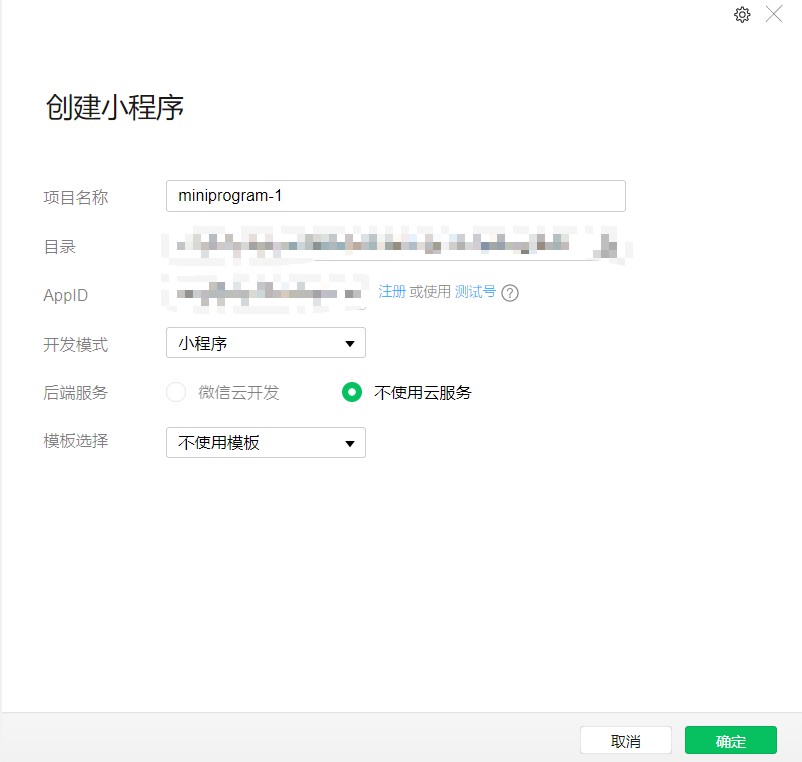 创建小程序
项目名称 miniprogram-1
目录
AppID 注册 或使用 测试号 ?
开发模式 小程序
后端服务 微信云开发 不使用云服务
模板选择 不使用模板
取消 确定